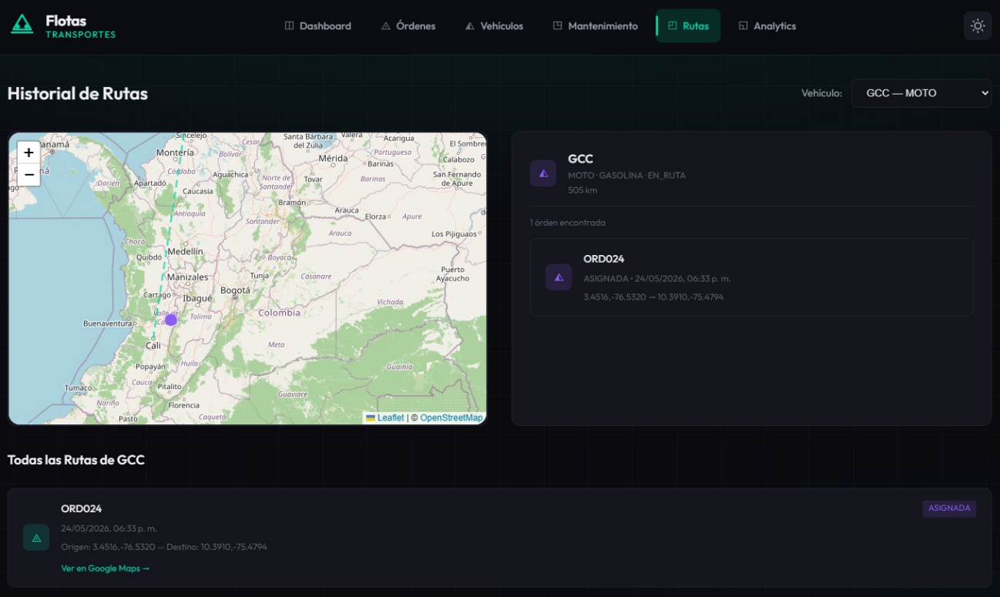 Flotas
TRANSPORTES
Dashboard
Órdenes
Vehículos
Mantenimiento
Rutas
Analytics
Historial de Rutas
Vehículo:
GCC — MOTO
+
−
Sincelejo
Cesar
Santa Bárbara
del Zulia
Valera
Acarigua
El Sombre
anamá
Montería
Bolívar
Mérida
Portuguesa
Barinas
Calabozo
Córdoba
Aguachica
Norte de
Santander
Tovar
Barinas
San Fernando
de Apure
Darién
Apartadó
Caucasia
Bramón
Arauca
Elorza
Apure
Antioquia
Arauca
Los Pijiguaos
Chocó
Quibdó
Medellín
Boyacá
Manizales
Tunja
Casanare
Puerto
Ayacucho
Cartago
Ibagué
Bogotá
Valle del
Tolima
Colombia
Vichada
Buenaventura
Cali
Meta
Popayán
Huila
Guainía
Cauca
Pitalito
Tumaco
Guaviare
Nariño
Florencia
Pasto
Caquetá
Leaflet | © OpenStreetMap
GCC
MOTO · GASOLINA · EN_RUTA
505 km
1 órden encontrada
ORD024
ASIGNADA • 24/05/2026, 06:33 p. m.
3.4516,-76.5320 → 10.3910,-75.4794
Todas las Rutas de GCC
ORD024
ASIGNADA
24/05/2026, 06:33 p. m.
Origen: 3.4516,-76.5320 — Destino: 10.3910,-75.4794
Ver en Google Maps →